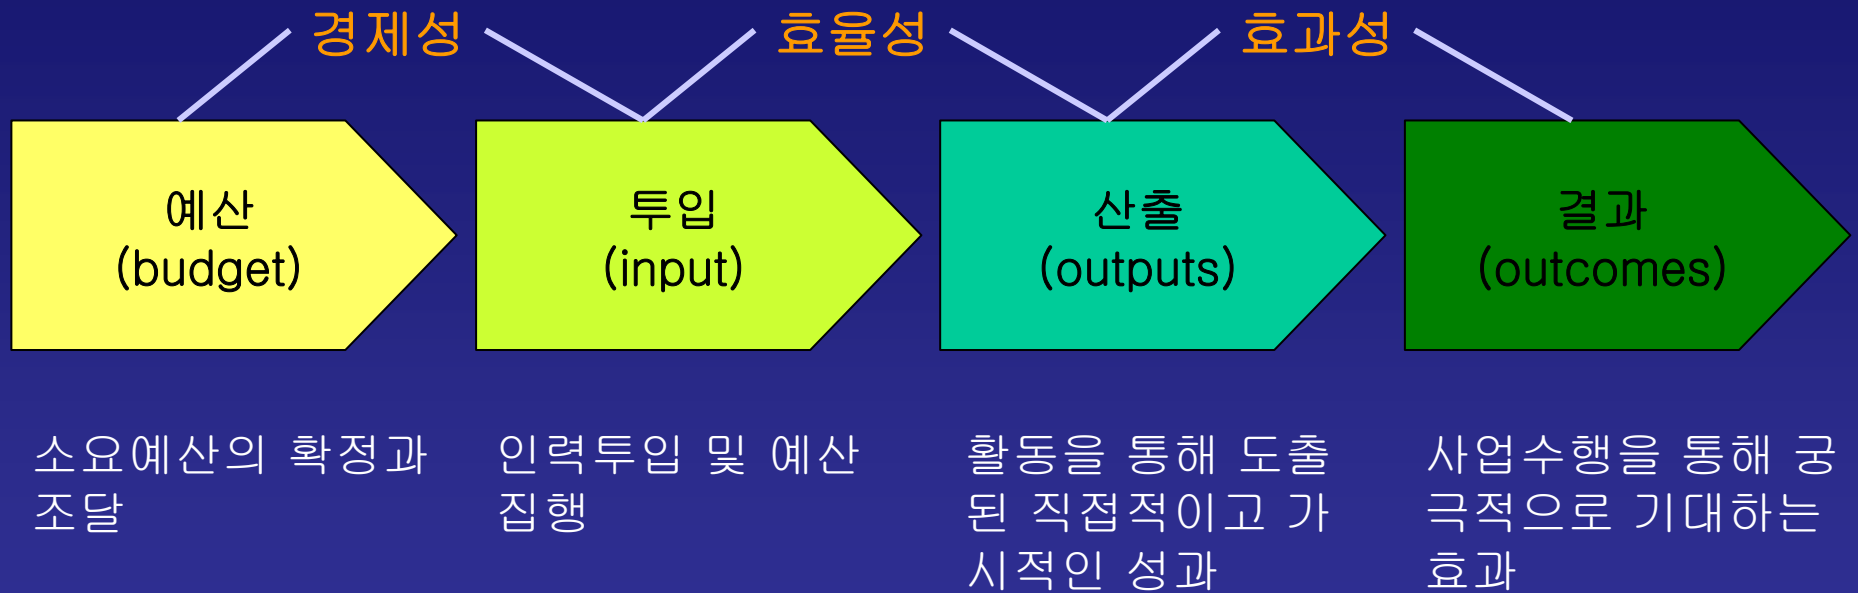 경제성
효율성
효과성
예산
(budget)
투입
(input)
산출
(outputs)
결과
(outcomes)
소요예산의 확정과
조달
인력투입 및 예산
집행
활동을 통해 도출
된 직접적이고 가
시적인 성과
사업수행을 통해 궁
극적으로 기대하는
효과